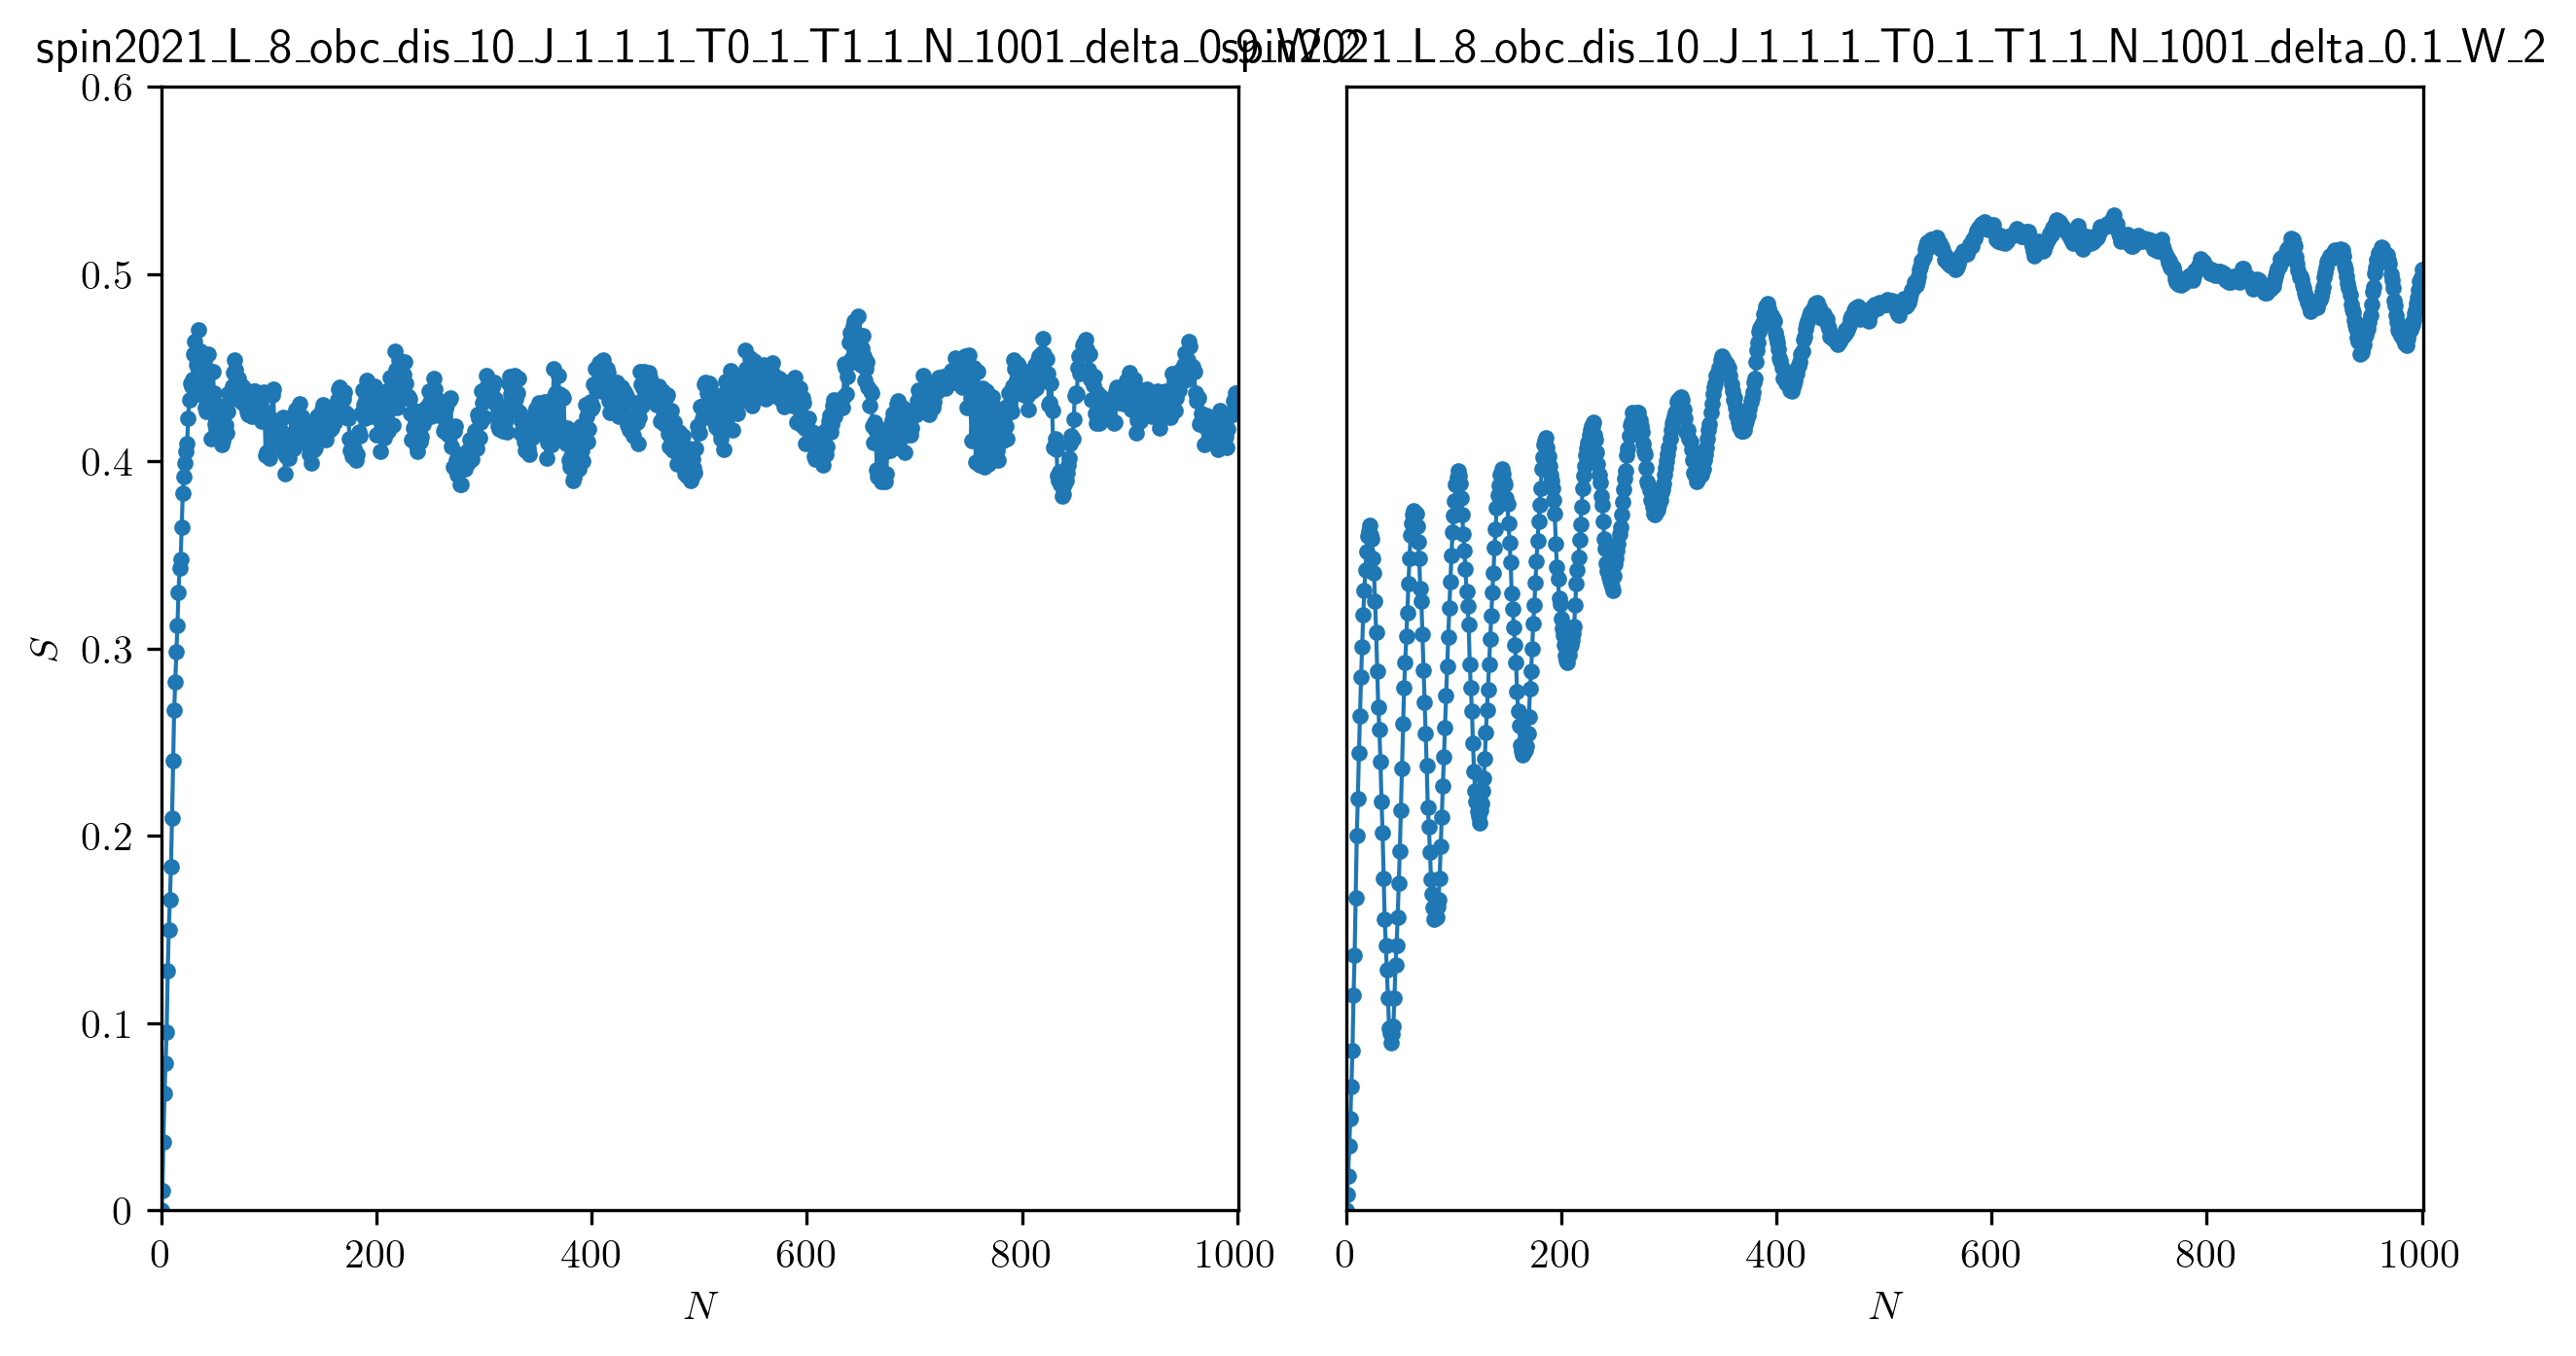 spin2021_L_8_obc_dis_10_J_1_1_1_T0_1_T1_1_N_1001_delta_0.9_W_2
spin2021_L_8_obc_dis_10_J_1_1_1_T0_1_T1_1_N_1001_delta_0.1_W_2
0.6
0.5
0.4
0.3
0.2
0.1
0
S
0 200 400 600 800 1000
N
0 200 400 600 800 1000
N